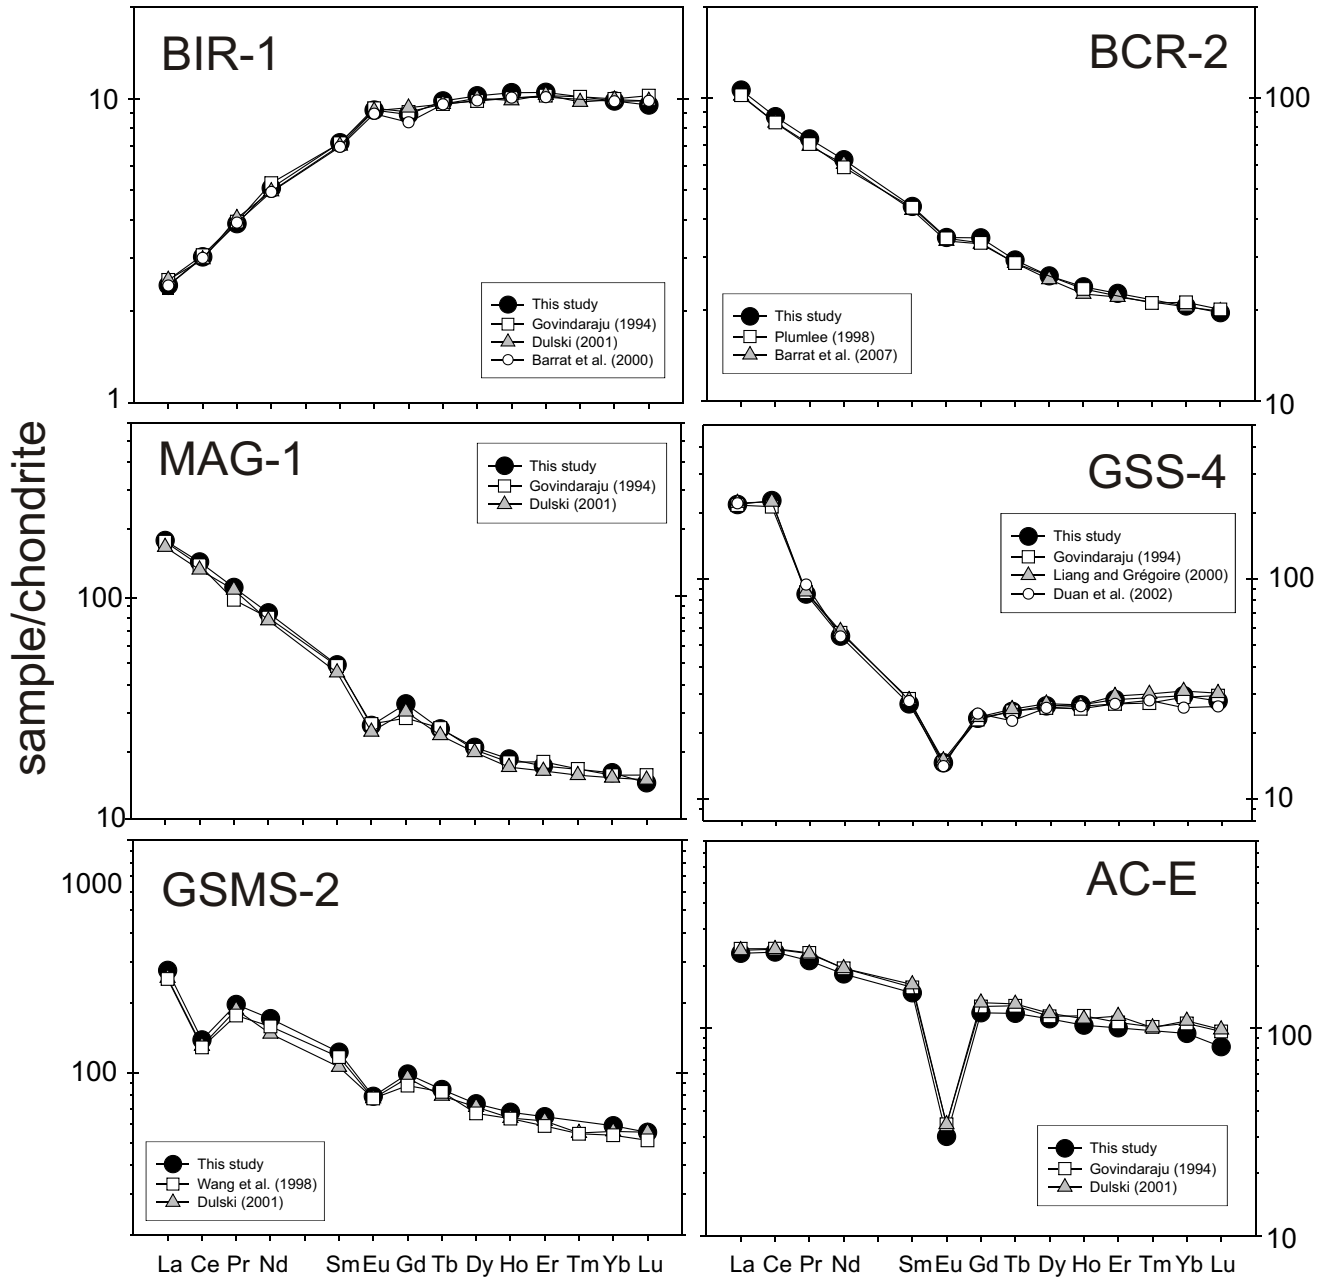 BIR-1
10
1
This study
Govindaraju (1994)
Dulski (2001)
Barrat et al. (2000)
BCR-2
100
10
This study
Plumlee (1998)
Barrat et al. (2007)
sample/chondrite
MAG-1
100
10
This study
Govindaraju (1994)
Dulski (2001)
GSS-4
100
10
This study
Govindaraju (1994)
Liang and Grégoire (2000)
Duan et al. (2002)
GSMS-2
1000
100
This study
Wang et al. (1998)
Dulski (2001)
La Ce Pr Nd Sm Eu Gd Tb Dy Ho Er Tm Yb Lu
AC-E
100
10
This study
Govindaraju (1994)
Dulski (2001)
La Ce Pr Nd Sm Eu Gd Tb Dy Ho Er Tm Yb Lu